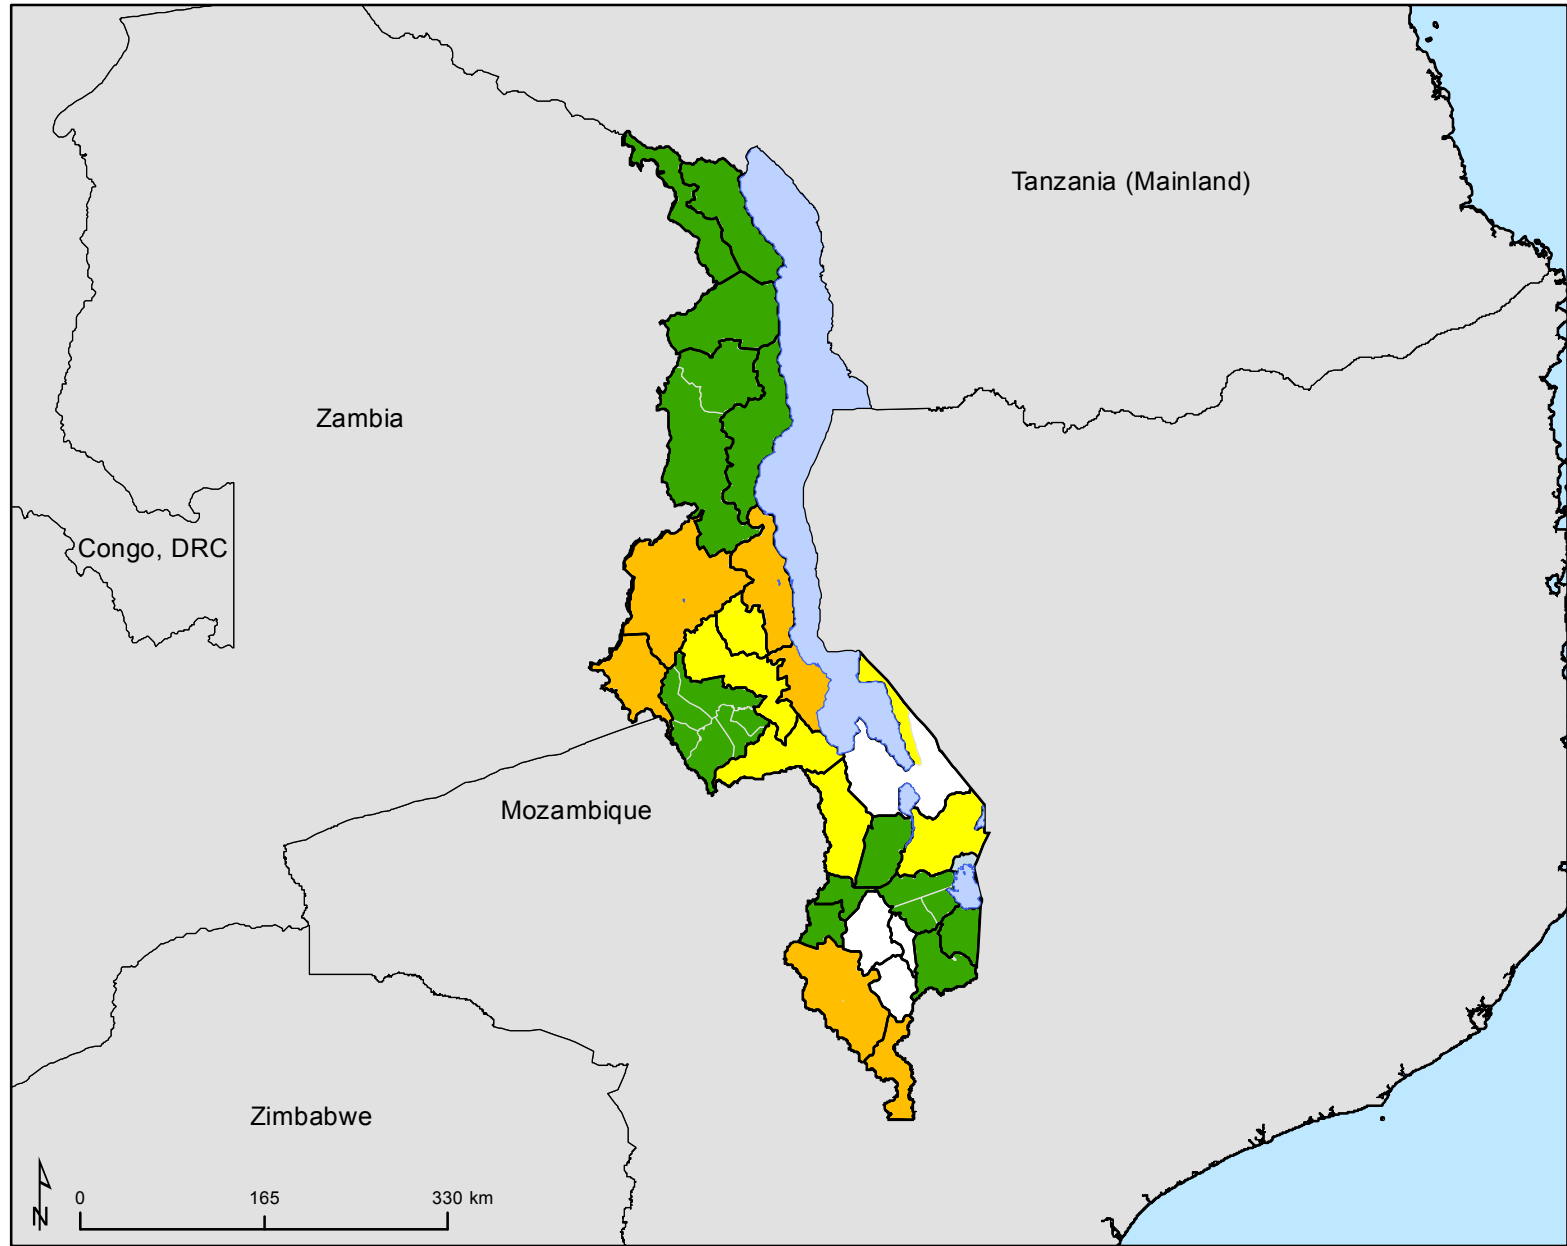 Tanzania (Mainland)
Zambia
Congo, DRC
Mozambique
Zimbabwe
N
0 165 330 km